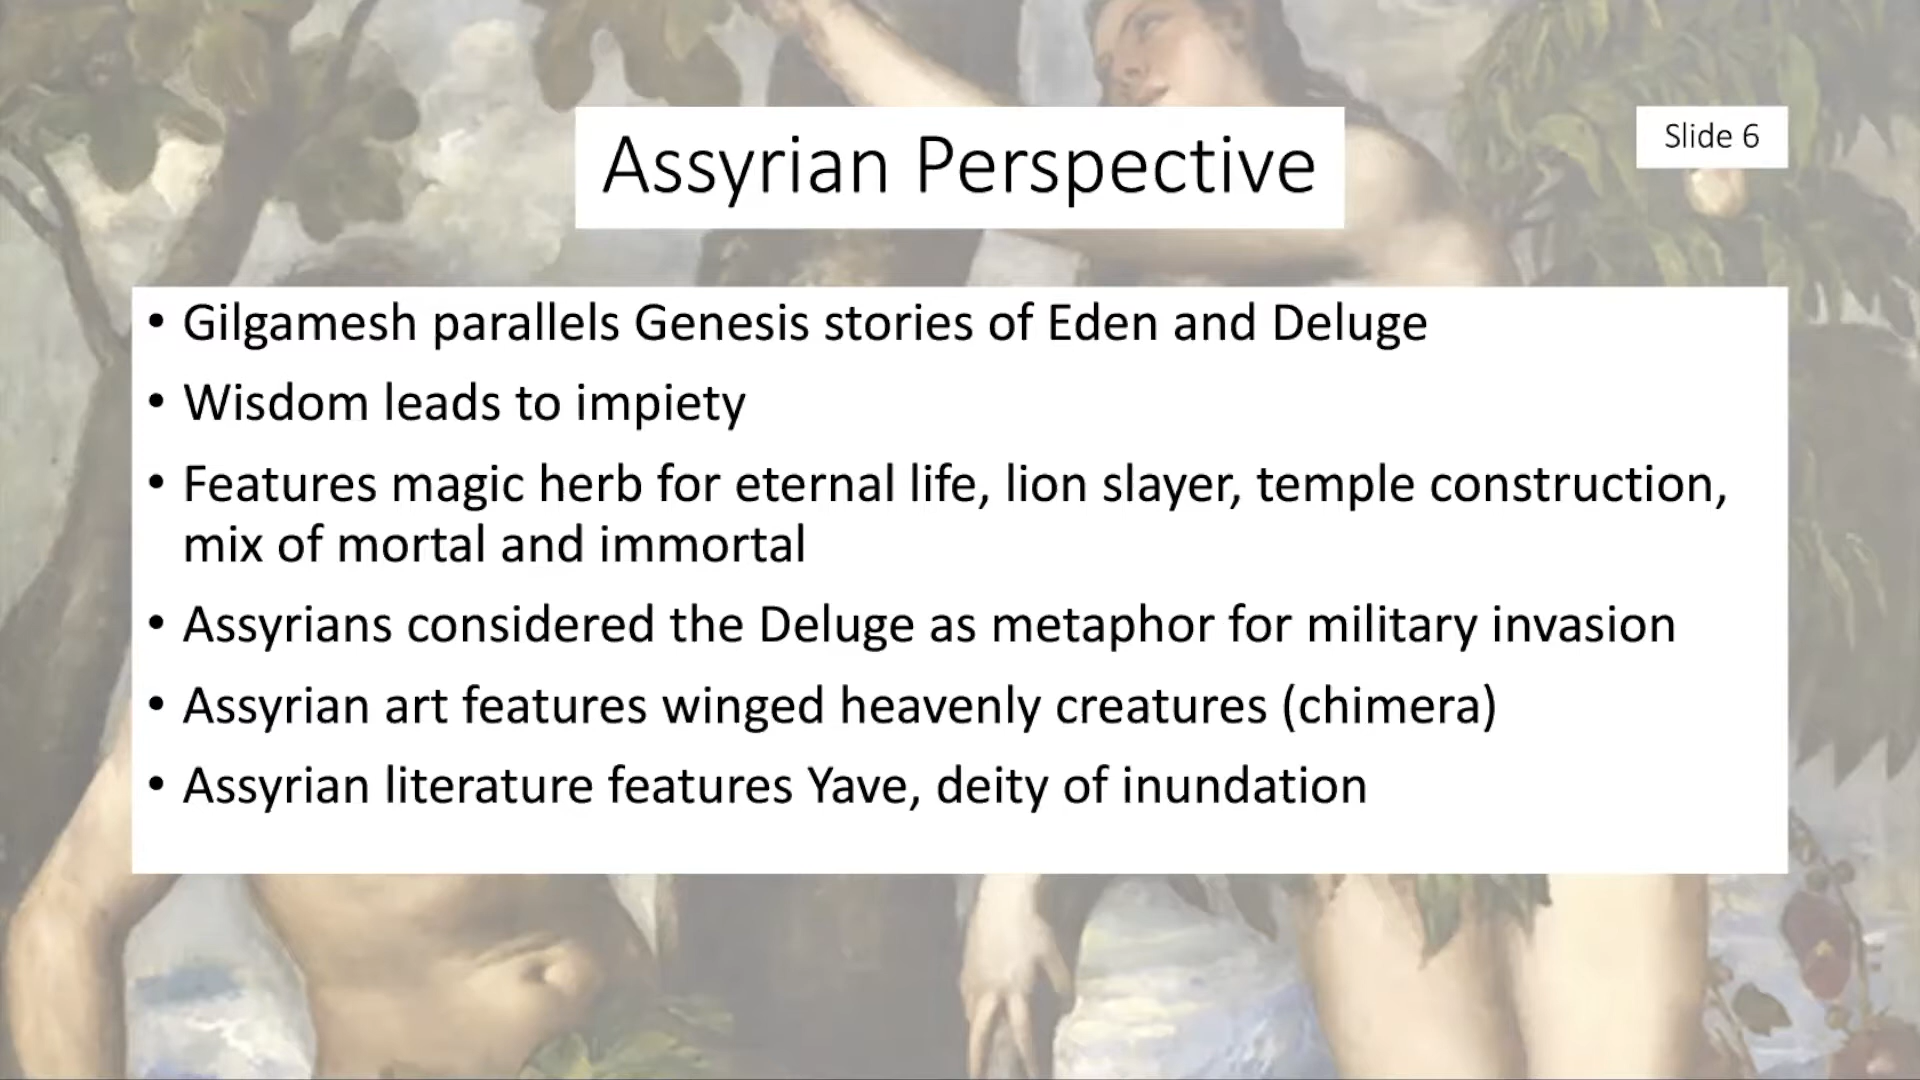 Assyrian Perspective
Slide 6
• Gilgamesh parallels Genesis stories of Eden and Deluge
• Wisdom leads to impiety
• Features magic herb for eternal life, lion slayer, temple construction,
mix of mortal and immortal
• Assyrians considered the Deluge as metaphor for military invasion
• Assyrian art features winged heavenly creatures (chimera)
• Assyrian literature features Yave, deity of inundation